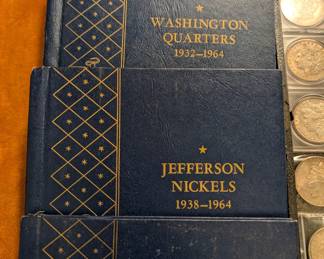 WASHINGTON
QUARTERS
1932-1964
JEFFERSON
NICKELS
1938-1964